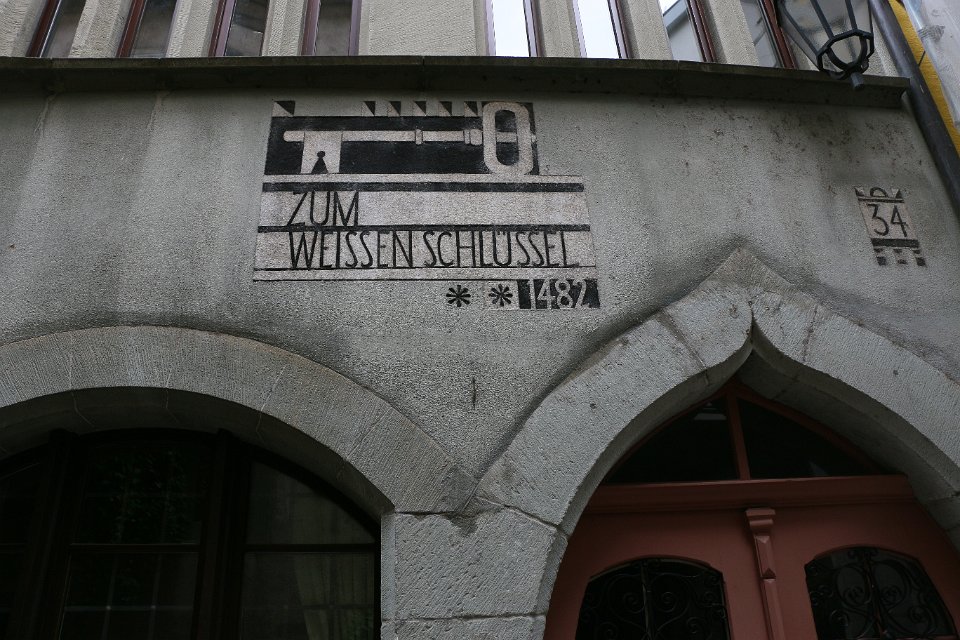 ZUM
WEISSEN SCHLÜSSEL
** 1482
34